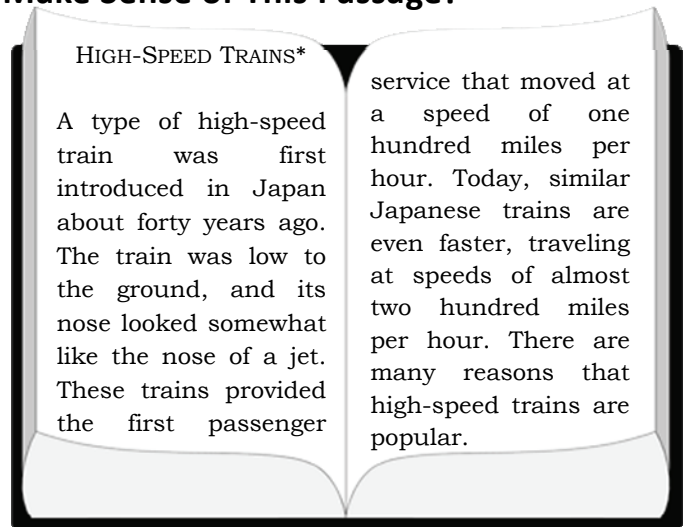 Make Sense of This Passage?
HIGH-SPEED TRAINS*
A type of high-speed
train was first
introduced in Japan
about forty years ago.
The train was low to
the ground, and its
nose looked somewhat
like the nose of a jet.
These trains provided
the first passenger
service that moved at
a speed of one
hundred miles per
hour. Today, similar
Japanese trains are
even faster, traveling
at speeds of almost
two hundred miles
per hour. There are
many reasons that
high-speed trains are
popular.